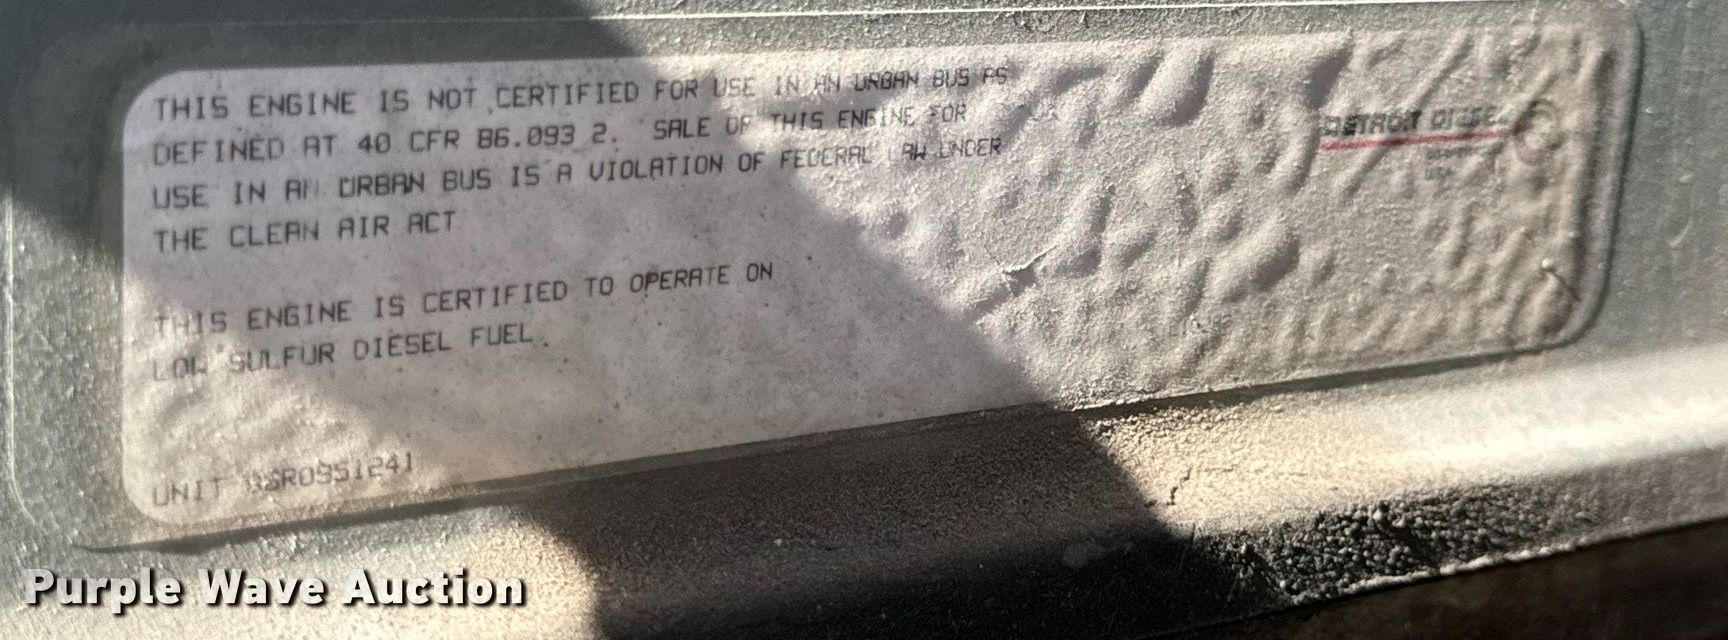 THIS ENGINE IS NOT CERTIFIED FOR USE IN AN URBAN BUS AS
DEFINED AT 40 CFR 86.093 2. SALE OF THIS ENGINE FOR
USE IN AN URBAN BUS IS A VIOLATION OF FEDERAL LAW UNDER
THE CLEAN AIR ACT
DETROIT DIESEL
THIS ENGINE IS CERTIFIED TO OPERATE ON
LOW SULFUR DIESEL FUEL.
UNIT
Purple Wave Auction